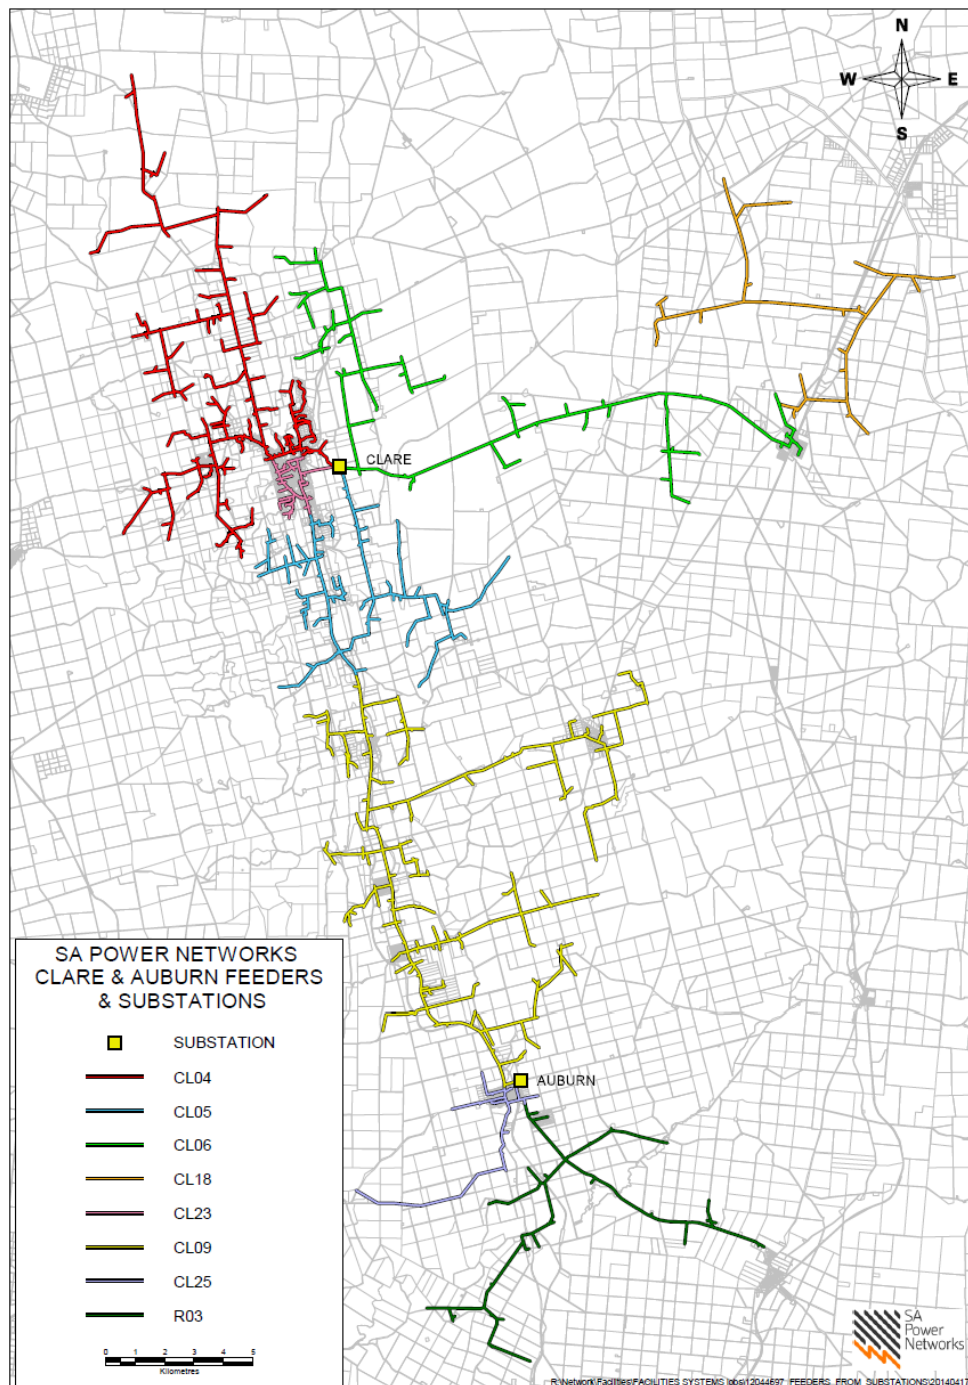 N
W E
S
CLARE
SA POWER NETWORKS
CLARE & AUBURN FEEDERS
& SUBSTATIONS
SUBSTATION
CL04
CL05
CL06
CL18
CL23
CL09
CL25
R03
0 1 2 3 4 5
Kilometres
AUBURN
SA
Power
Networks